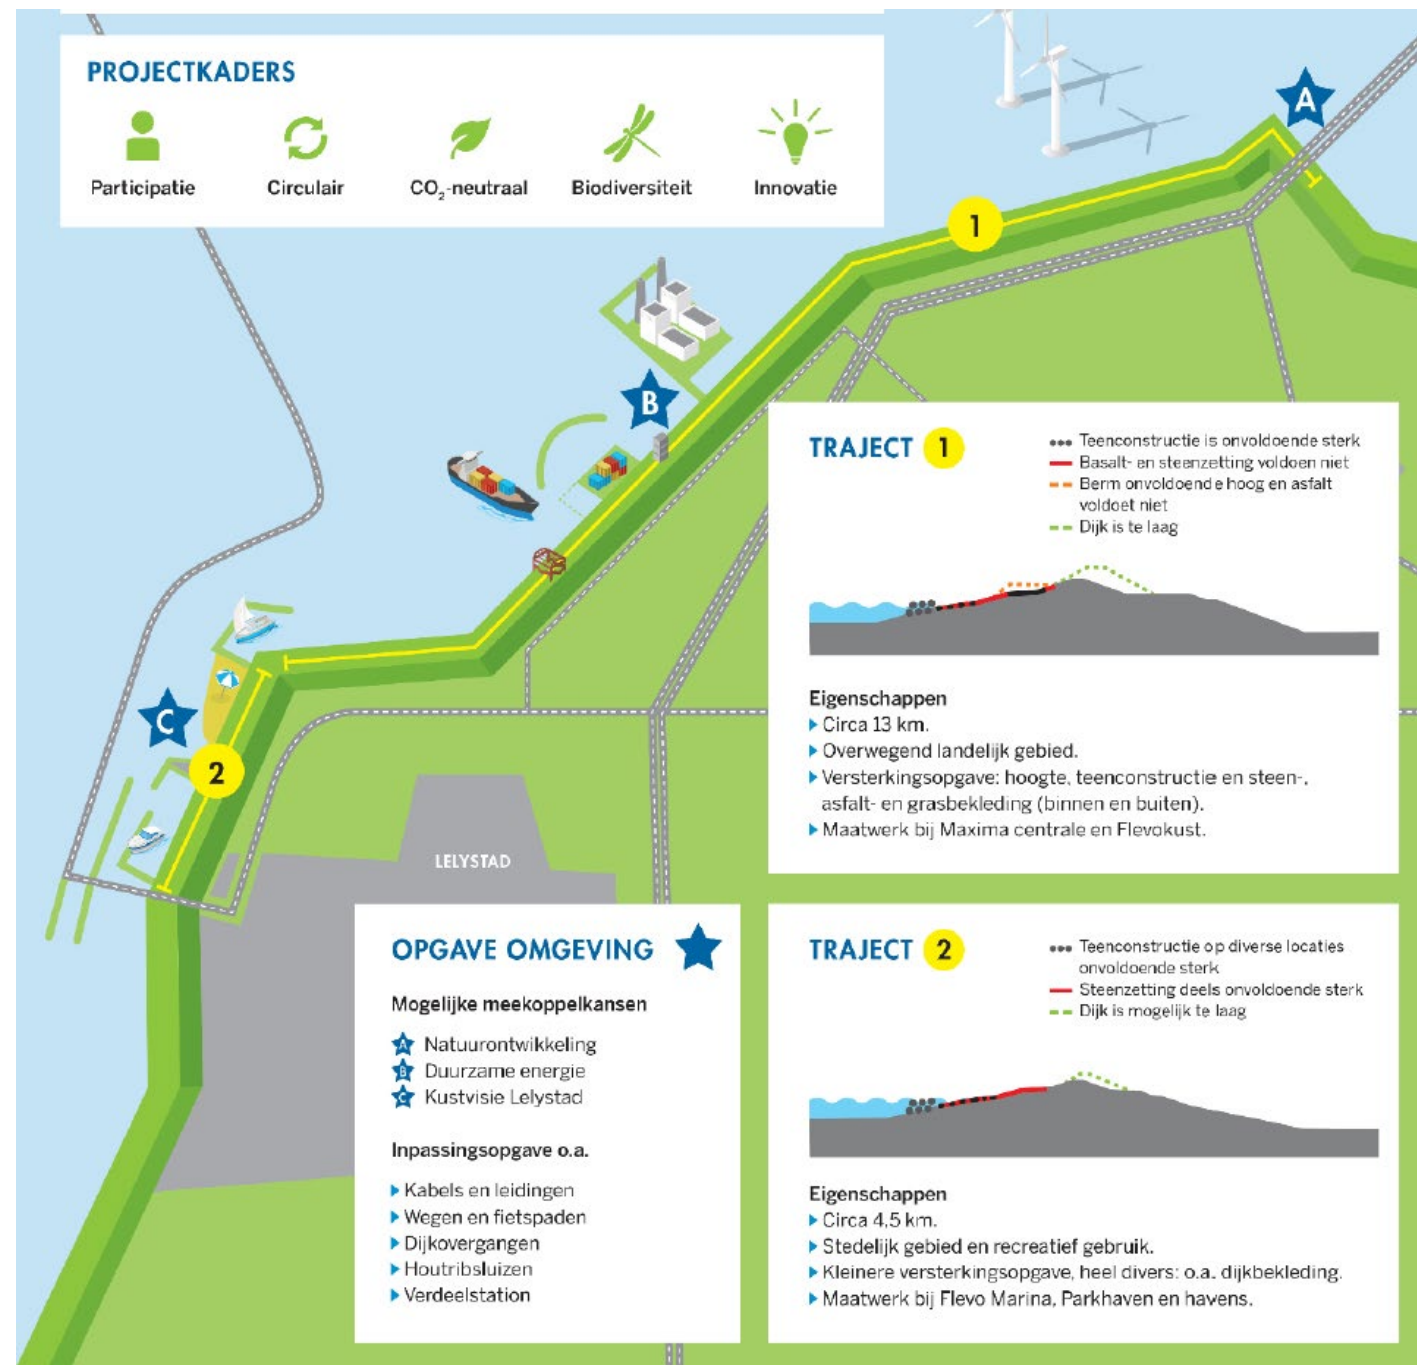 PROJECTKADERS
Participatie
Circulair
CO₂-neutraal
Biodiversiteit
Innovatie
A
1
B
C
2
LELYSTAD
TRAJECT 1
Teenconstructie is onvoldoende sterk
Basalt- en steenzetting voldoen niet
Berm onvoldoende hoog en asfalt
voldoet niet
Dijk is te laag
Eigenschappen
Circa 13 km.
Overwegend landelijk gebied.
Versterkingsopgave: hoogte, teenconstructie en steen-,
asfalt- en grasbekleding (binnen en buiten).
Maatwerk bij Maxima centrale en Flevokust.
OPGAVE OMGEVING
Mogelijke meekoppelkansen
A Natuurontwikkeling
B Duurzame energie
C Kustvisie Lelystad
Inpassingsopgave o.a.
Kabels en leidingen
Wegen en fietspaden
Dijkovergangen
Houtribsluizen
Verdeelstation
TRAJECT 2
Teenconstructie op diverse locaties
onvoldoende sterk
Steenzetting deels onvoldoende sterk
Dijk is mogelijk te laag
Eigenschappen
Circa 4,5 km.
Stedelijk gebied en recreatief gebruik.
Kleinere versterkingsopgave, heel divers: o.a. dijkbekleding.
Maatwerk bij Flevo Marina, Parkhaven en havens.